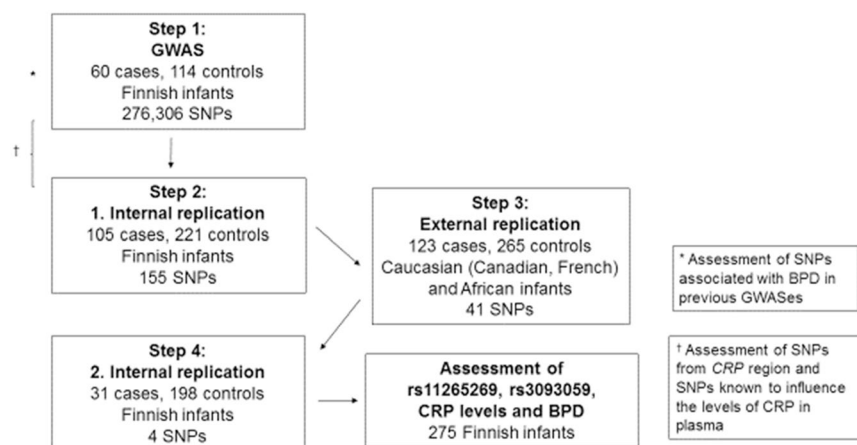 Step 1:
GWAS
60 cases, 114 controls
Finnish infants
276,306 SNPs
*
†
Step 2:
1. Internal replication
105 cases, 221 controls
Finnish infants
155 SNPs
Step 3:
External replication
123 cases, 265 controls
Caucasian (Canadian, French)
and African infants
41 SNPs
* Assessment of SNPs
associated with BPD in
previous GWASes
Step 4:
2. Internal replication
31 cases, 198 controls
Finnish infants
4 SNPs
Assessment of
rs11265269, rs3093059,
CRP levels and BPD
275 Finnish infants
† Assessment of SNPs
from CRP region and
SNPs known to influence
the levels of CRP in
plasma